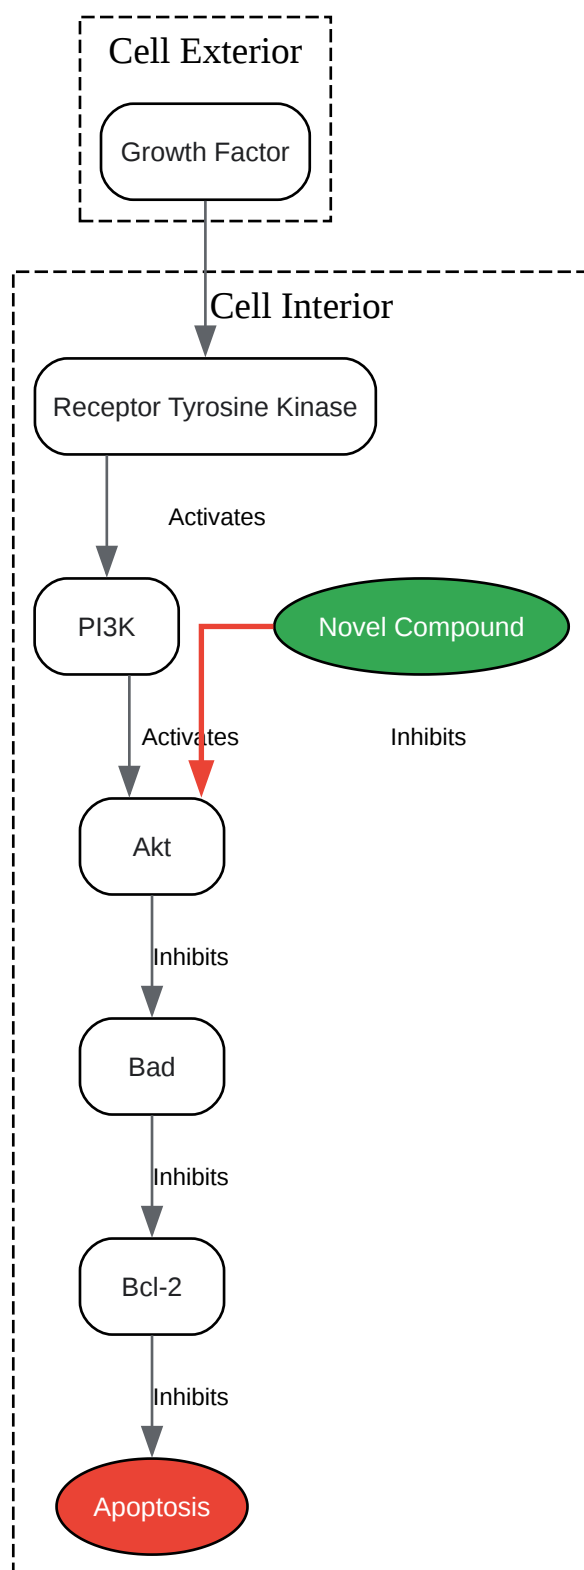 Cell Exterior
Growth Factor
Cell Interior
Receptor Tyrosine Kinase
Activates
PI3K
Novel Compound
Activates
Inhibits
Akt
Inhibits
Bad
Inhibits
Bcl-2
Inhibits
Apoptosis